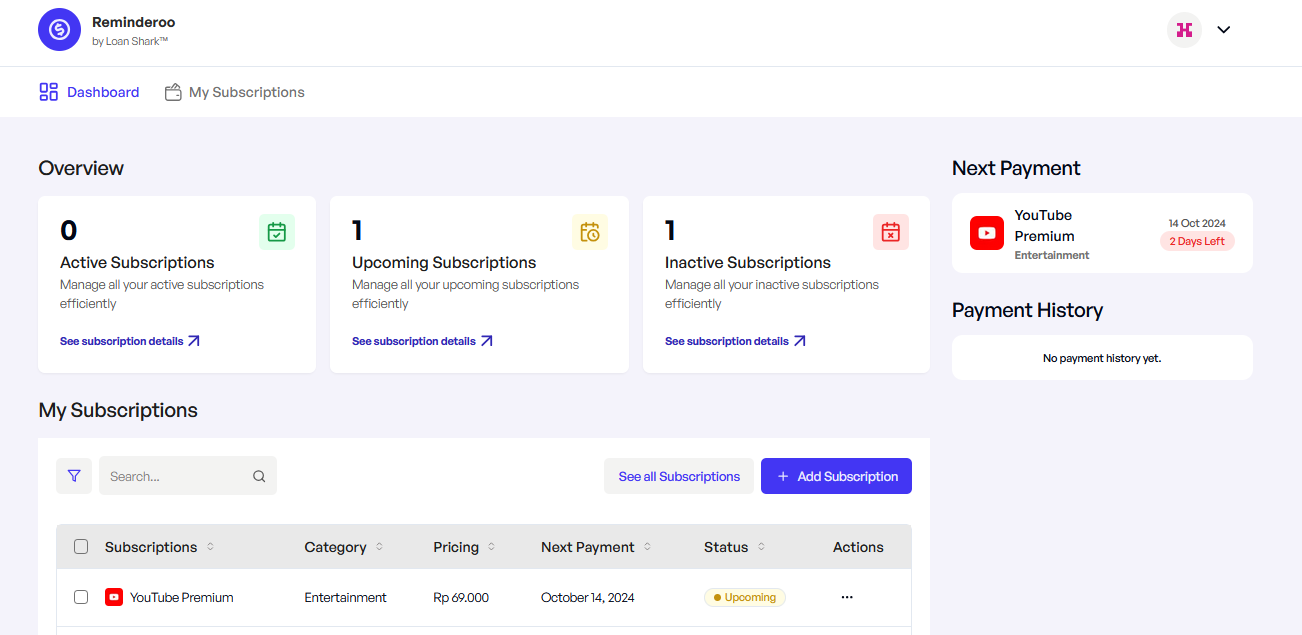 Reminderoo
by Loan Shark™
Dashboard
My Subscriptions
Overview
0
Active Subscriptions
Manage all your active subscriptions
efficiently
See subscription details
1
Upcoming Subscriptions
Manage all your upcoming subscriptions
efficiently
See subscription details
1
Inactive Subscriptions
Manage all your inactive subscriptions
efficiently
See subscription details
Next Payment
YouTube
Premium
Entertainment
14 Oct 2024
2 Days Left
Payment History
No payment history yet.
My Subscriptions
Search...
See all Subscriptions
+ Add Subscription
Subscriptions Category Pricing Next Payment Status Actions
YouTube Premium Entertainment Rp 69.000 October 14, 2024 Upcoming ...